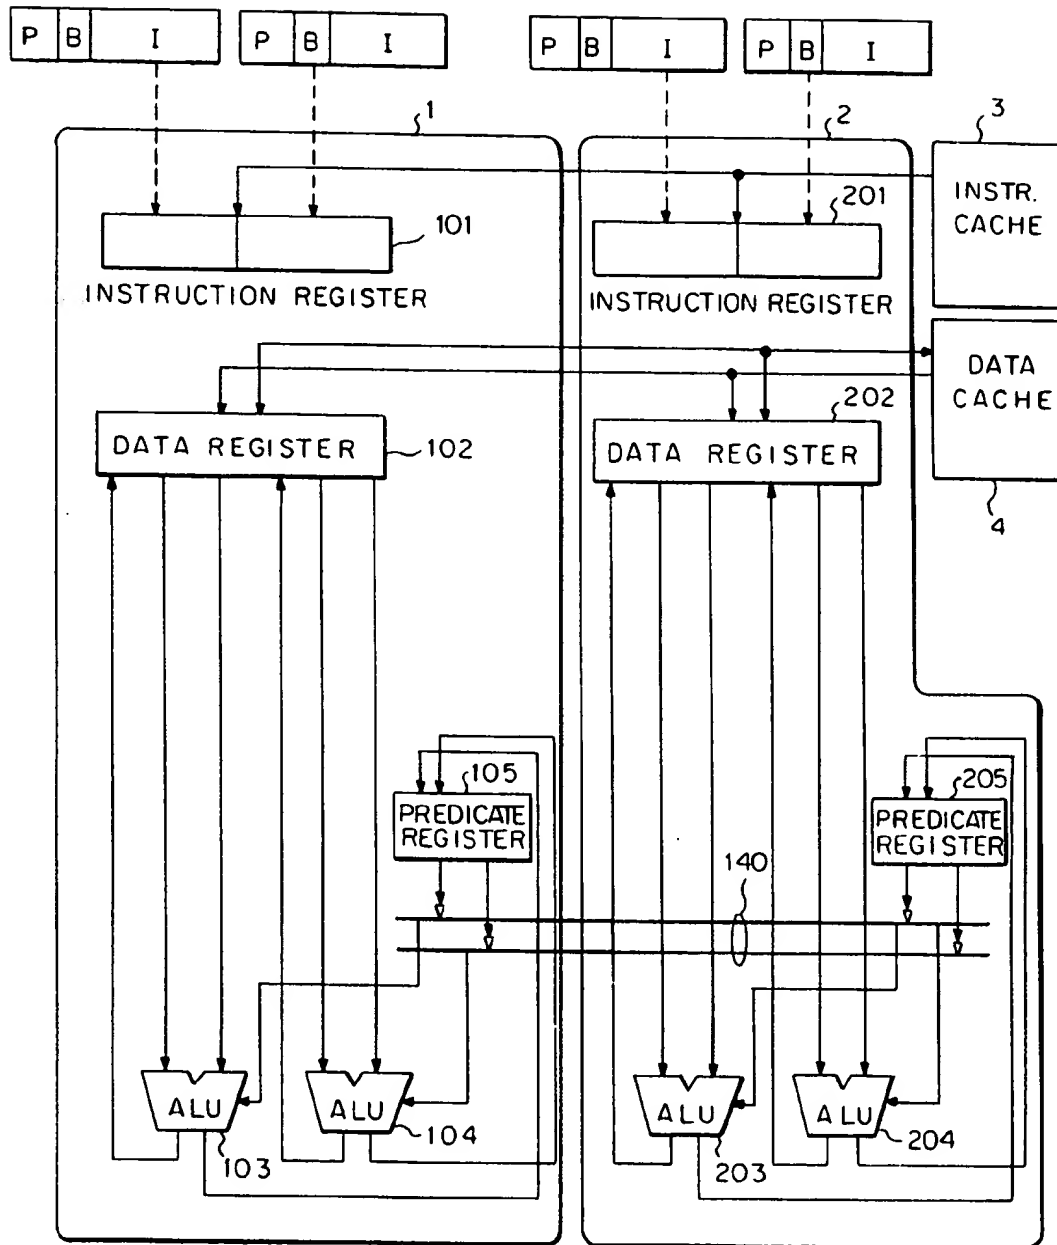 P B I P B I P B I P B I
1
2
3
INSTR.
CACHE
101
201
INSTRUCTION REGISTER
INSTRUCTION REGISTER
DATA
CACHE
4
DATA REGISTER
102
202
DATA REGISTER
105
PREDICATE
REGISTER
205
PREDICATE
REGISTER
140
ALU
103
ALU
104
ALU
203
ALU
204